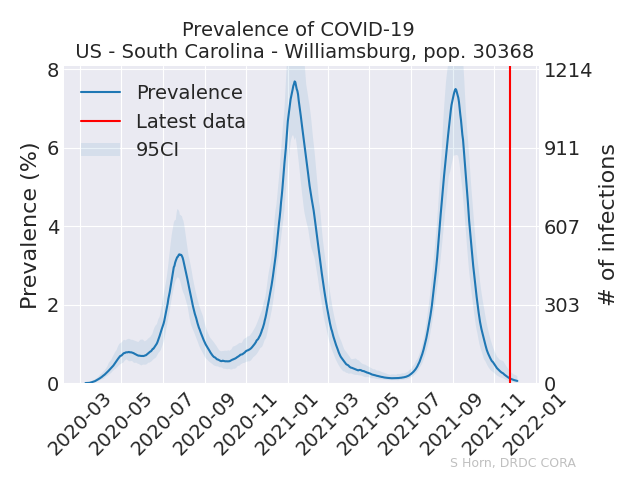 Prevalence of COVID-19
US - South Carolina - Williamsburg, pop. 30368
Prevalence
Latest data
95CI
Prevalence (%)
8
6
4
2
0
1214
911
607
303
0
# of infections
2020-03
2020-05
2020-07
2020-09
2020-11
2021-01
2021-03
2021-05
2021-07
2021-09
2021-11
2022-01
S Horn, DRDC CORA